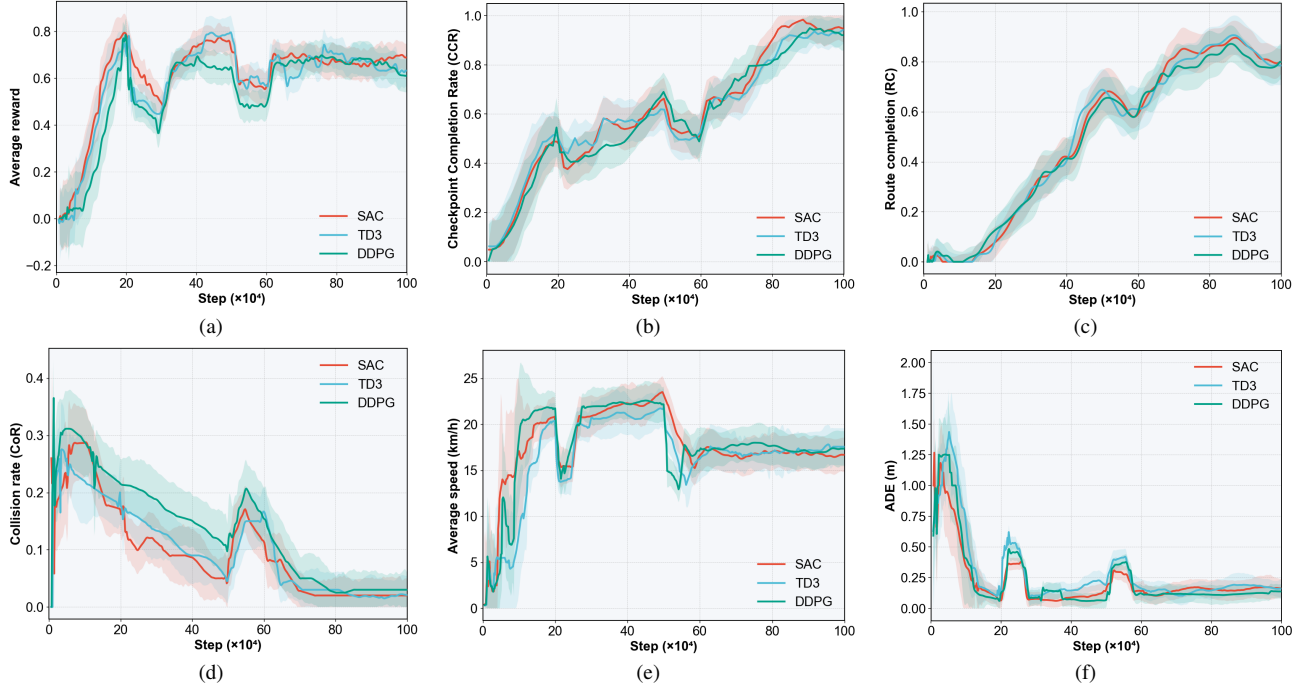 0.8
0.6
0.4
0.2
0.0
−0.2
Average reward
0
20
40
60
80
100
Step (×10⁴)
SAC
TD3
DDPG
(a)
1.0
0.8
0.6
0.4
0.2
0.0
Checkpoint Completion Rate (CCR)
0
20
40
60
80
100
Step (×10⁴)
SAC
TD3
DDPG
(b)
1.0
0.8
0.6
0.4
0.2
0.0
Route completion (RC)
0
20
40
60
80
100
Step (×10⁴)
SAC
TD3
DDPG
(c)
0.4
0.3
0.2
0.1
0.0
Collision rate (CoR)
0
20
40
60
80
100
Step (×10⁴)
SAC
TD3
DDPG
(d)
25
20
15
10
5
0
Average speed (km/h)
0
20
40
60
80
100
Step (×10⁴)
SAC
TD3
DDPG
(e)
2.00
1.75
1.50
1.25
1.00
0.75
0.50
0.25
0.00
ADE (m)
0
20
40
60
80
100
Step (×10⁴)
SAC
TD3
DDPG
(f)